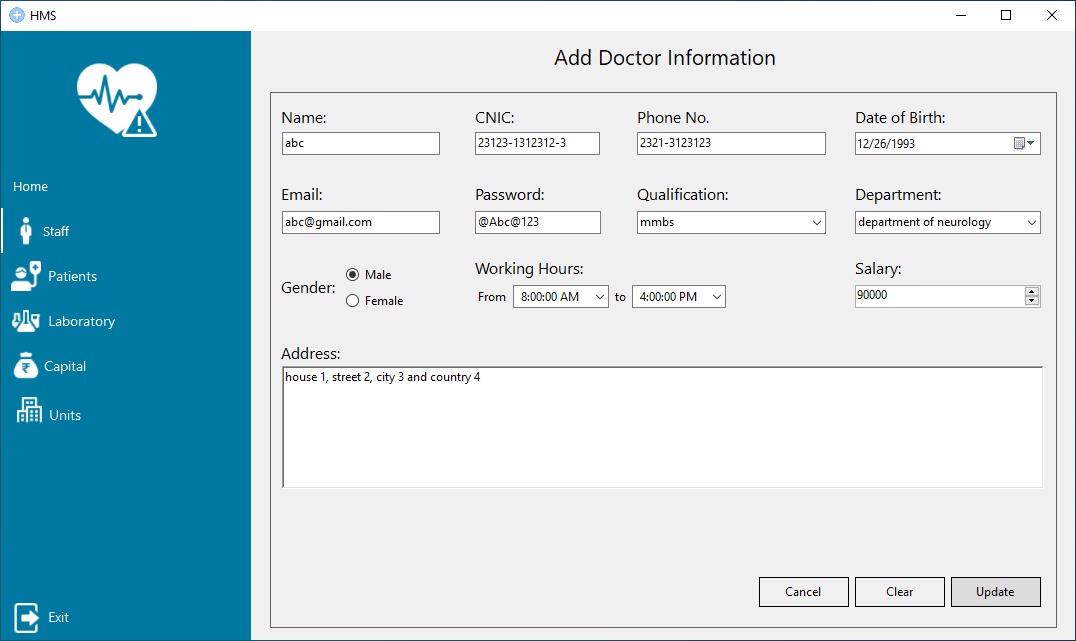 HMS
Add Doctor Information
Home
Staff
Patients
Laboratory
Capital
Units
Exit
Name: CNIC: Phone No. Date of Birth:
abc 23123-1312312-3 2321-3123123 12/26/1993
Email: Password: Qualification: Department:
abc@gmail.com @Abc@123 mmbs department of neurology
Gender: Male
Female
Working Hours: Salary:
From 8:00:00 AM to 4:00:00 PM 90000
Address:
house 1, street 2, city 3 and country 4
Cancel Clear Update